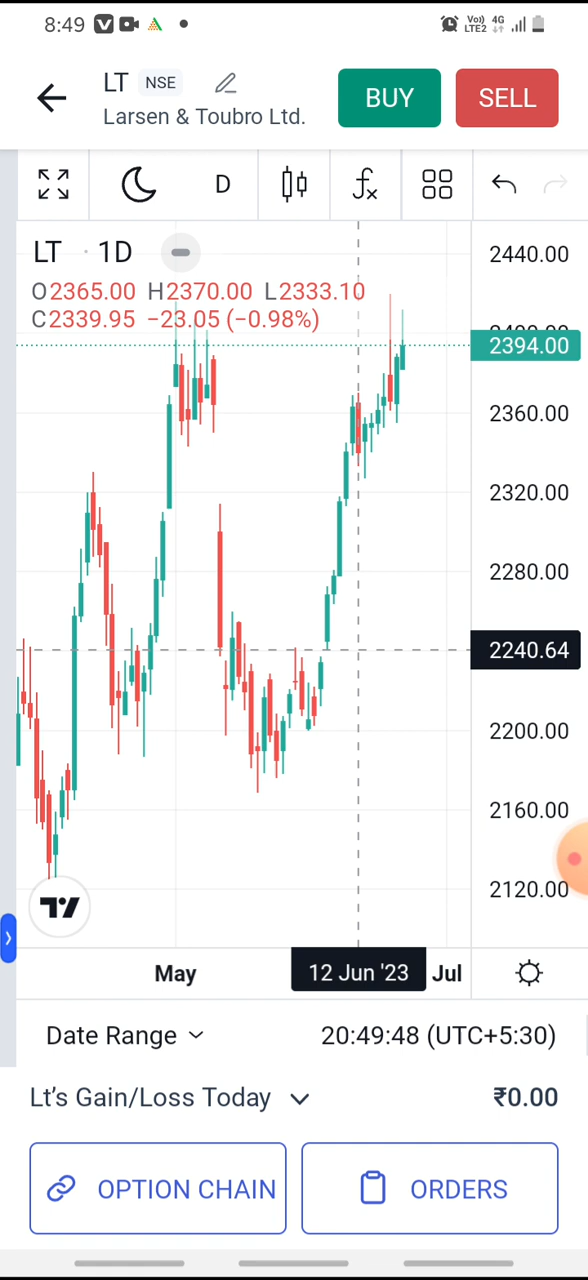 8:49
Vo))
LTE2
4G
LT NSE
Larsen & Toubro Ltd.
BUY
SELL
D
LT · 1D
O2365.00 H2370.00 L2333.10
C2339.95 −23.05 (−0.98%)
2440.00
2400.00
2394.00
2360.00
2320.00
2280.00
2240.64
2200.00
2160.00
2120.00
May
12 Jun '23
Jul
Date Range
20:49:48 (UTC+5:30)
Lt's Gain/Loss Today
₹0.00
OPTION CHAIN
ORDERS